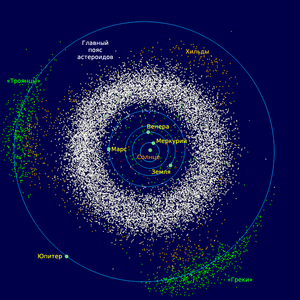 Главный
пояс
астероидов
Хильды
«Троянцы»
Венера
Меркурий
Марс
Солнце
Земля
Юпитер
«Греки»